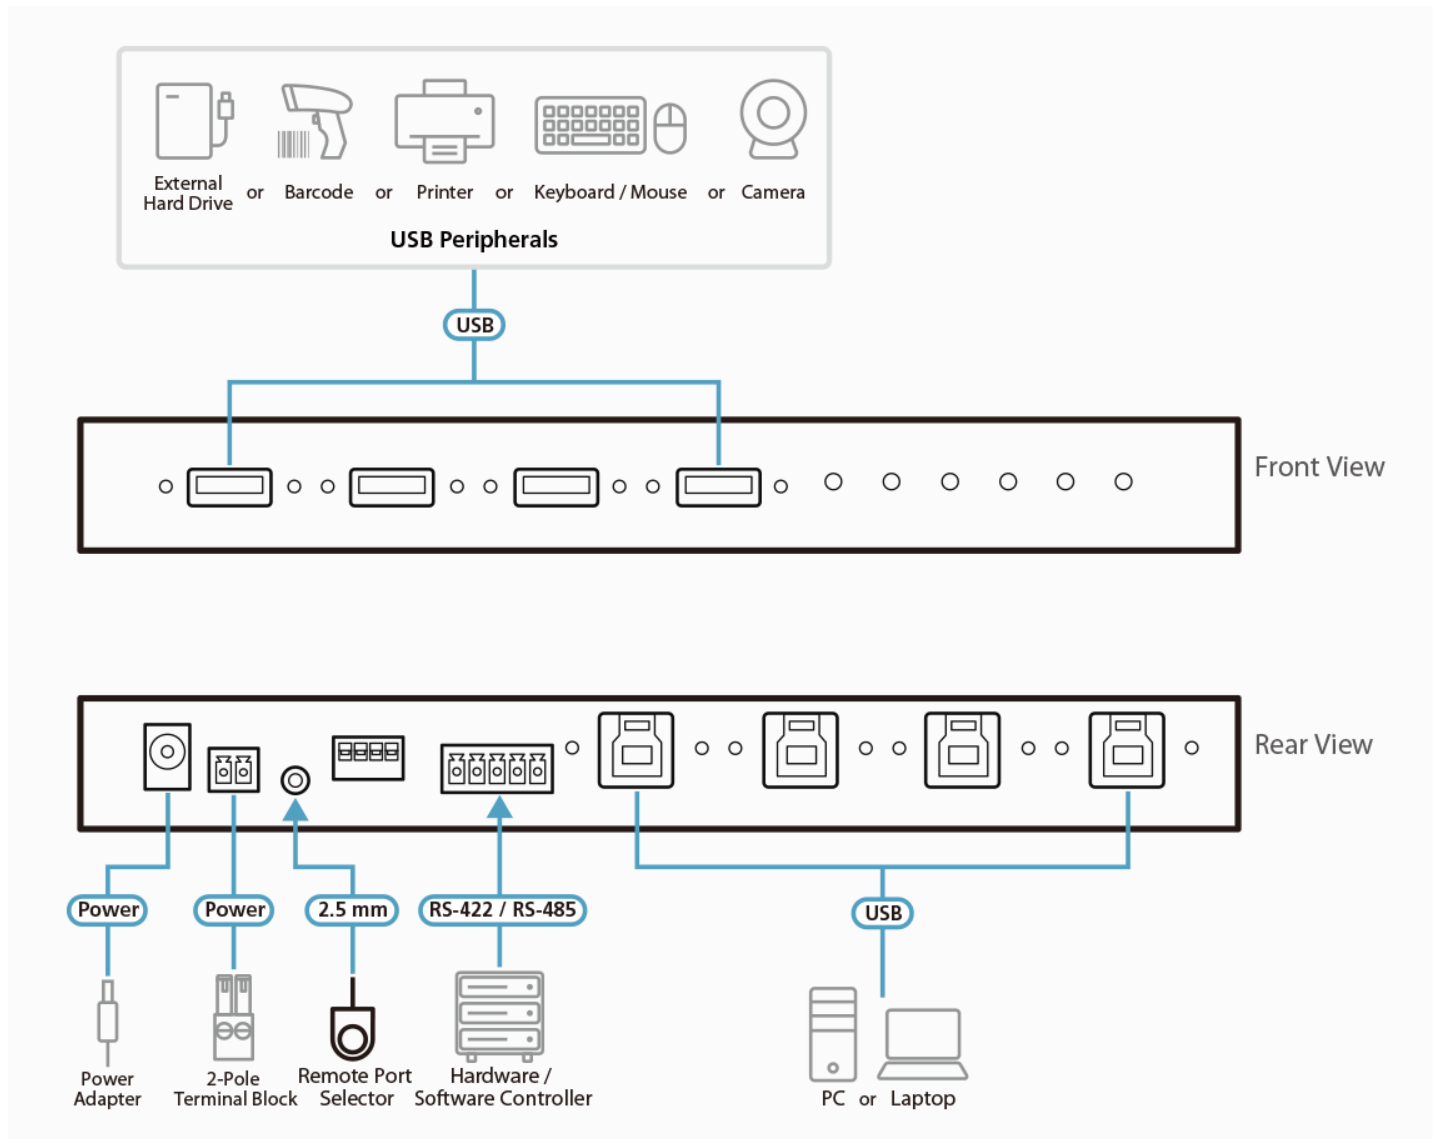 External
Hard Drive or Barcode or Printer or Keyboard / Mouse or Camera
USB Peripherals
USB
Front View
Rear View
Power Power 2.5 mm RS-422 / RS-485 USB
Power
Adapter
2-Pole
Terminal Block
Remote Port
Selector
Hardware /
Software Controller
PC or Laptop